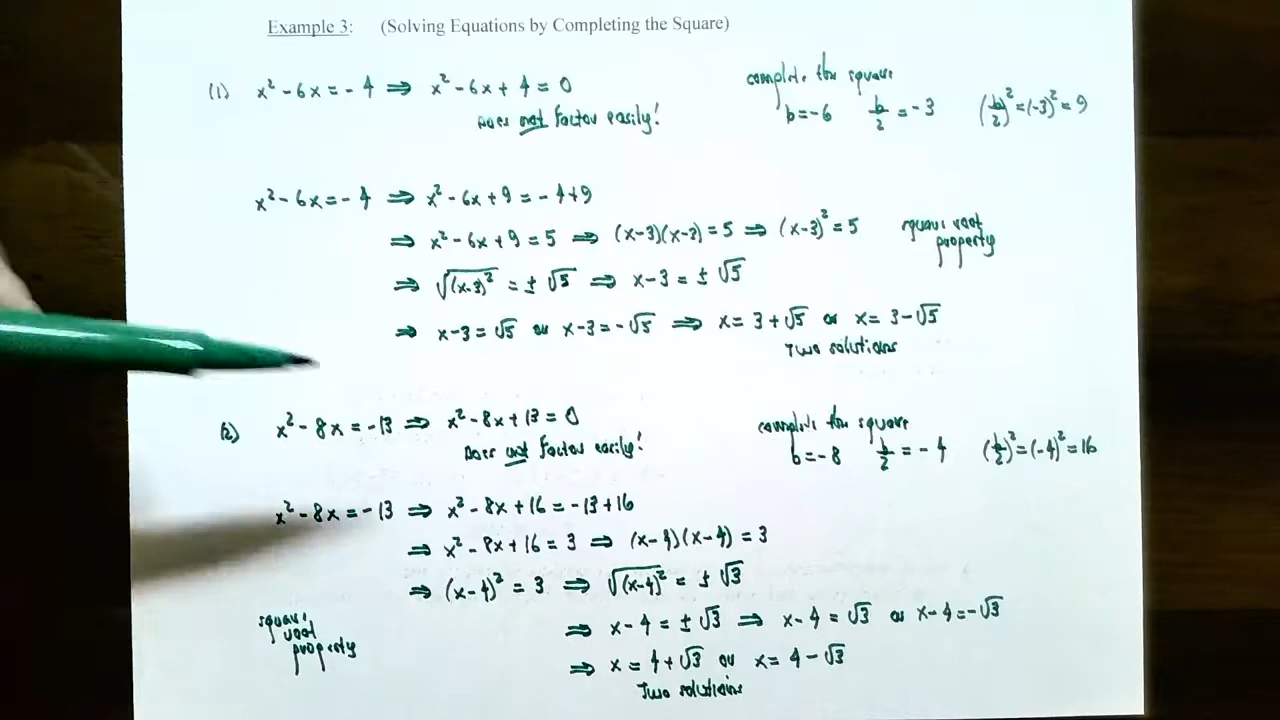 Example 3: (Solving Equations by Completing the Square)
(1) x² - 6x = - 4 ⇒ x² - 6x + 4 = 0
Does not factor easily!
complete the square
b = -6 b/2 = -3 (b/2)² = (-3)² = 9
x² - 6x = - 4 ⇒ x² - 6x + 9 = - 4 + 9
⇒ x² - 6x + 9 = 5 ⇒ (x-3)(x-3) = 5 ⇒ (x-3)² = 5
square root
property
⇒ √(x-3)² = ± √5 ⇒ x - 3 = ± √5
⇒ x - 3 = √5 or x - 3 = -√5 ⇒ x = 3 + √5 or x = 3 - √5
Two solutions
(2) x² - 8x = -13 ⇒ x² - 8x + 13 = 0
Does not factor easily!
complete the square
b = -8 b/2 = - 4 (b/2)² = (-4)² = 16
x² - 8x = -13 ⇒ x² - 8x + 16 = -13 + 16
⇒ x² - 8x + 16 = 3 ⇒ (x-4)(x-4) = 3
⇒ (x-4)² = 3 ⇒ √(x-4)² = ± √3
square
root
property
⇒ x - 4 = ± √3 ⇒ x - 4 = √3 or x - 4 = -√3
⇒ x = 4 + √3 or x = 4 - √3
Two solutions